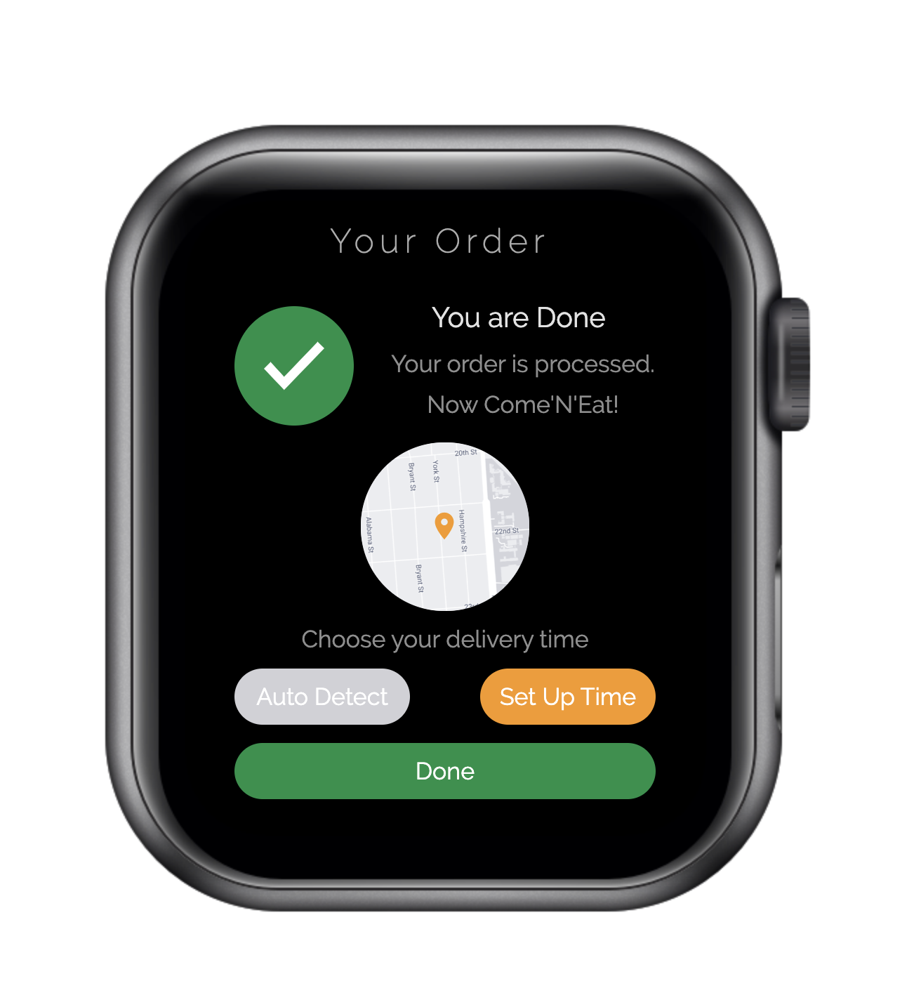 Your Order
You are Done
Your order is processed.
Now Come'N'Eat!
20th St
Bryant St
York St
Hampshire St
Alabama St
22nd St
Bryant St
Choose your delivery time
Auto Detect
Set Up Time
Done